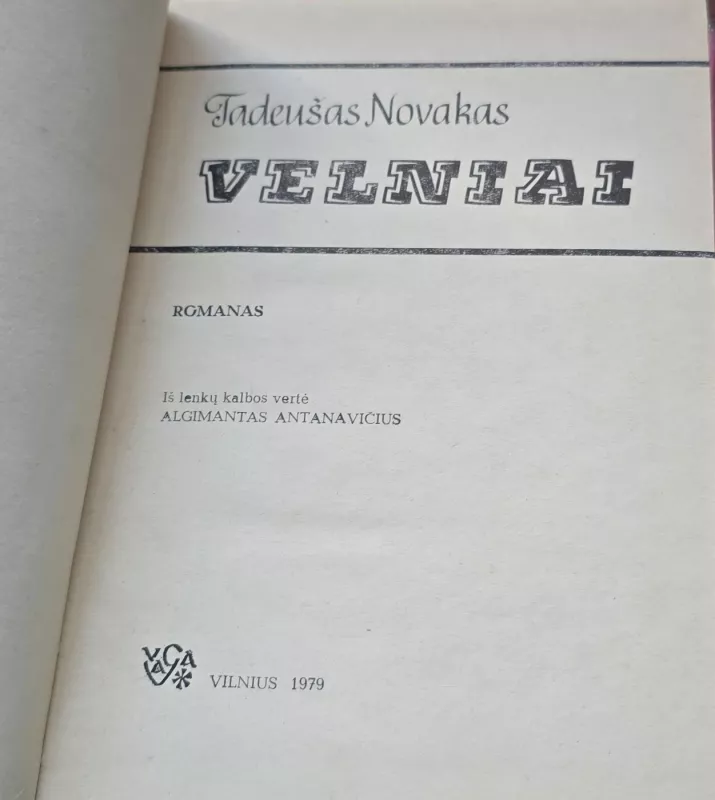 Tadeušas Novakas
VELNIAI
ROMANAS
Iš lenkų kalbos vertė
ALGIMANTAS ANTANAVIČIUS
VAGA
VILNIUS 1979